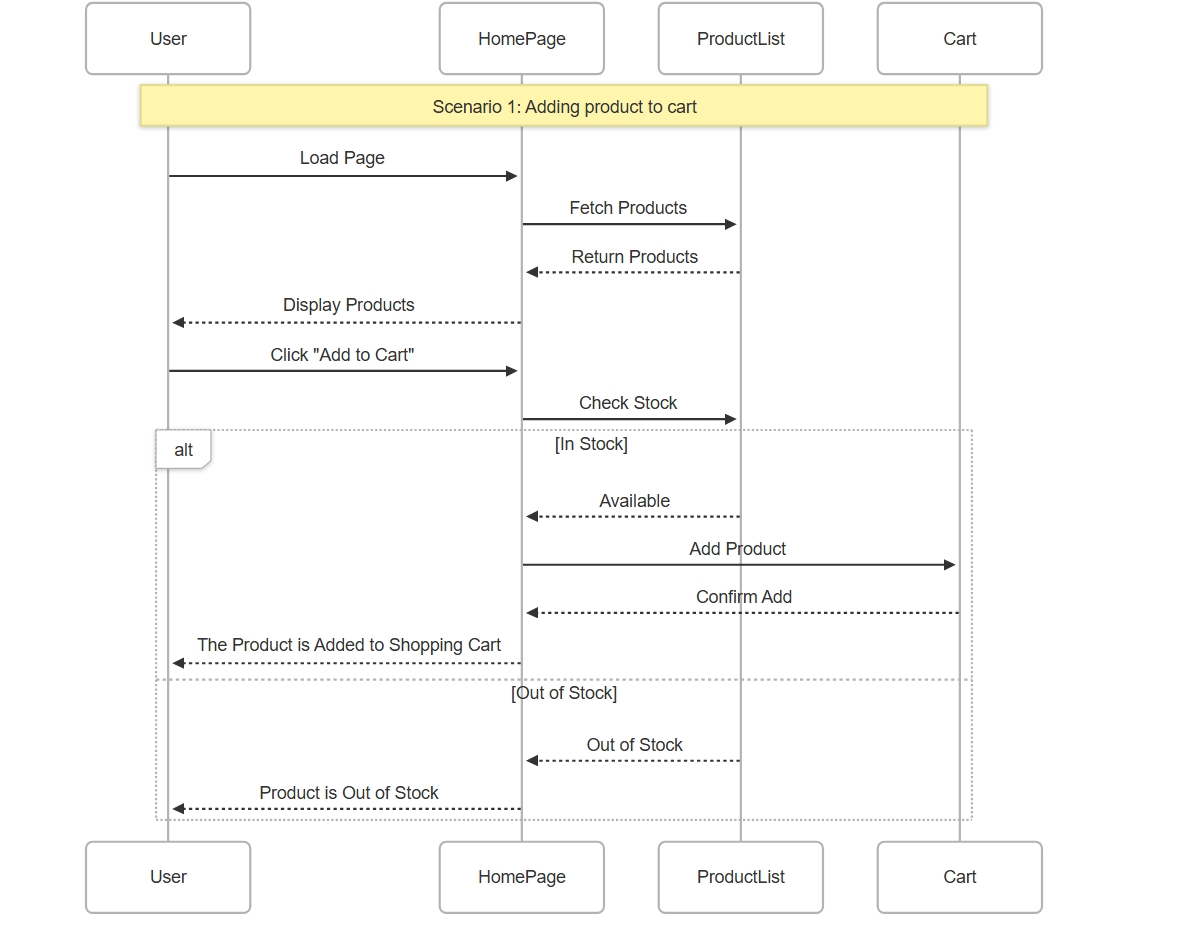 User
HomePage
ProductList
Cart
Scenario 1: Adding product to cart
Load Page
Fetch Products
Return Products
Display Products
Click "Add to Cart"
Check Stock
alt
[In Stock]
Available
Add Product
Confirm Add
The Product is Added to Shopping Cart
[Out of Stock]
Out of Stock
Product is Out of Stock
User
HomePage
ProductList
Cart